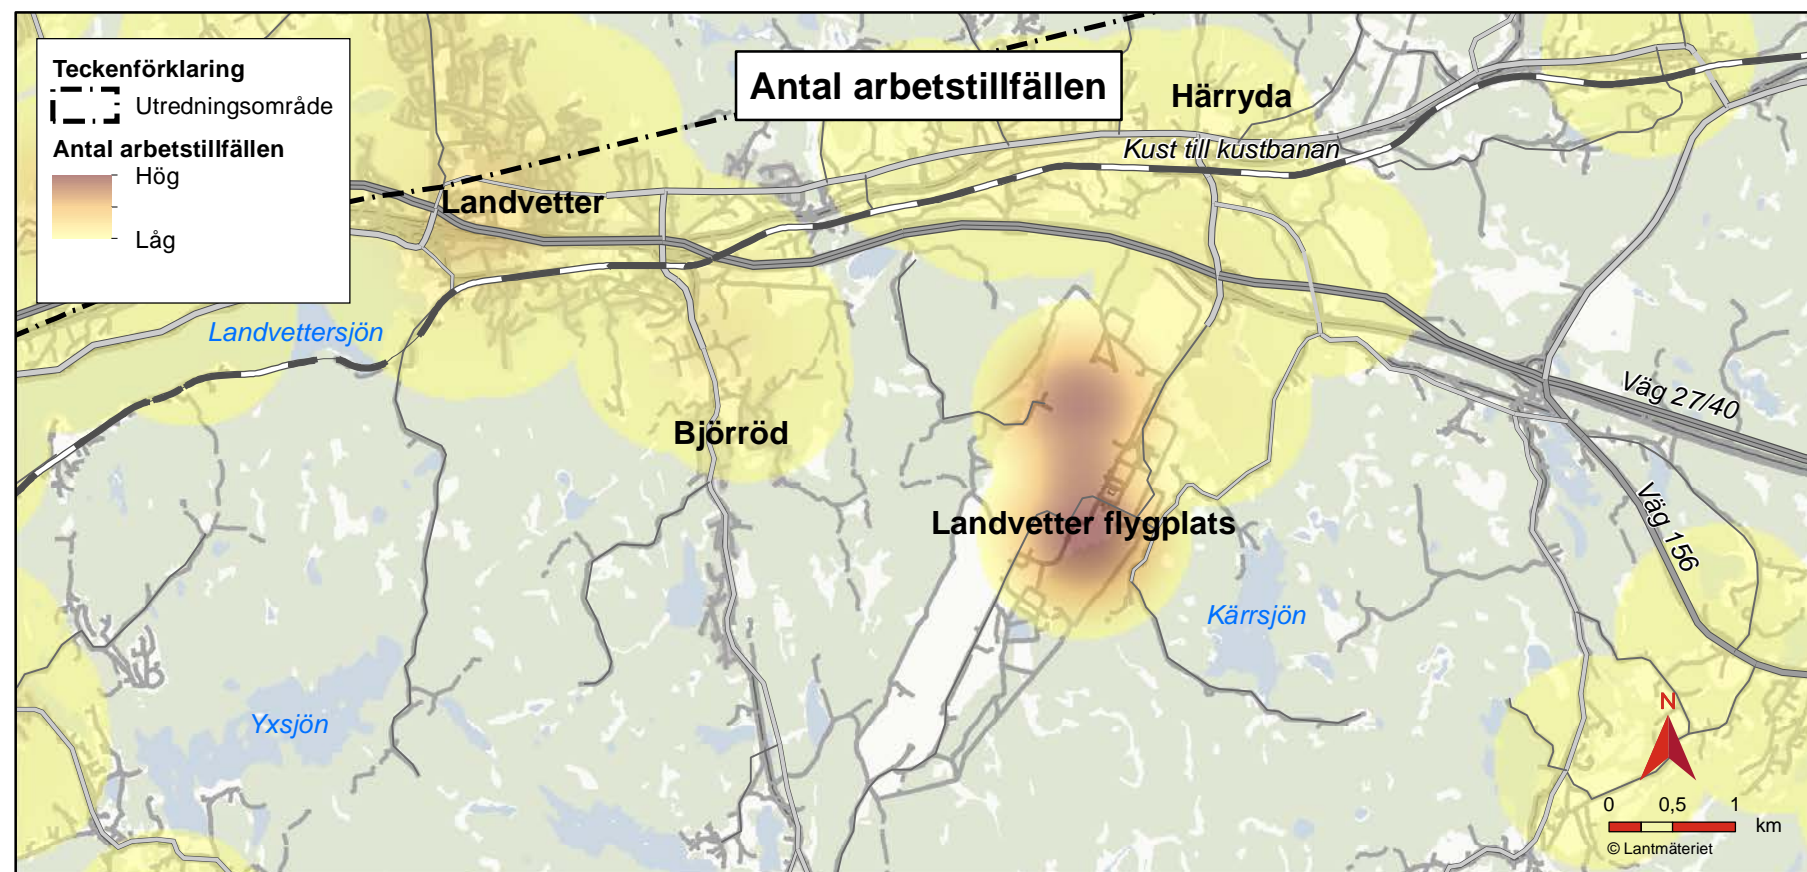 Teckenförklaring
Utredningsområde
Antal arbetstillfällen
Hög
Låg
Antal arbetstillfällen
Härryda
Kust till kustbanan
Landvetter
Landvettersjön
Björröd
Väg 27/40
Landvetter flygplats
Väg 156
Kärrsjön
Yxsjön
N
0 0,5 1
km
© Lantmäteriet